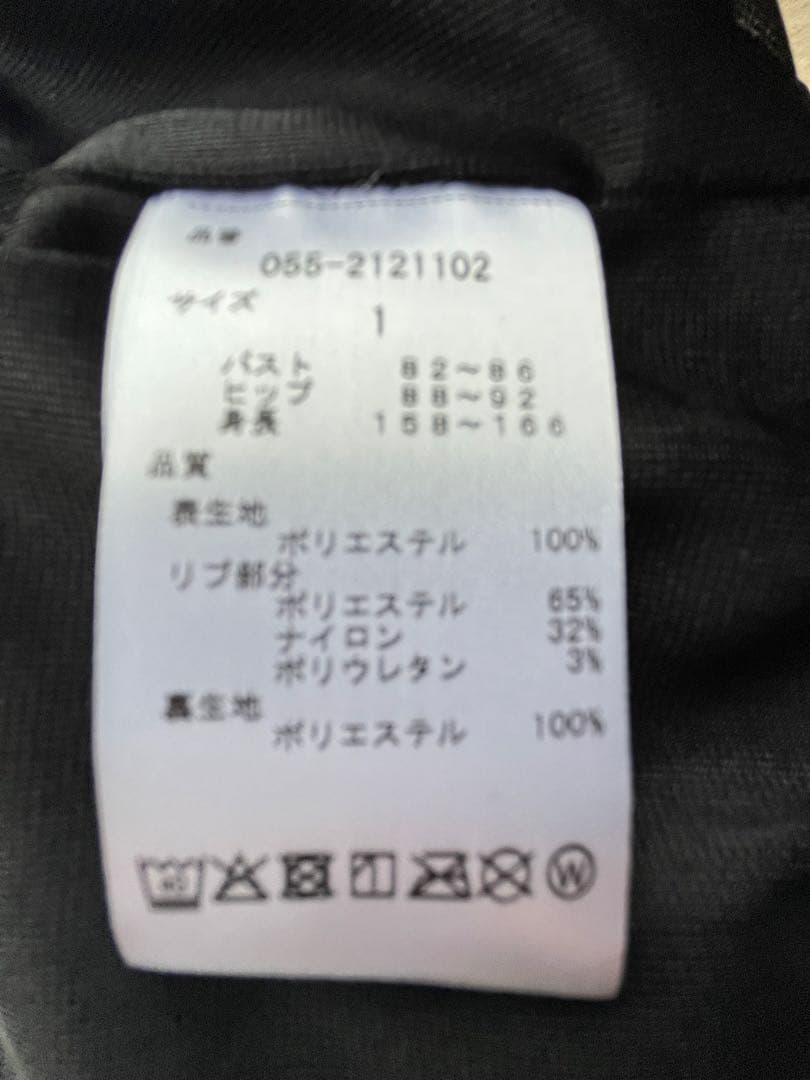 品番
055-2121102
サイズ
1
バスト 82～86
ヒップ 88～92
身長 158～166
品質
表生地
ポリエステル 100%
リブ部分
ポリエステル 65%
ナイロン 32%
ポリウレタン 3%
裏生地
ポリエステル 100%
W